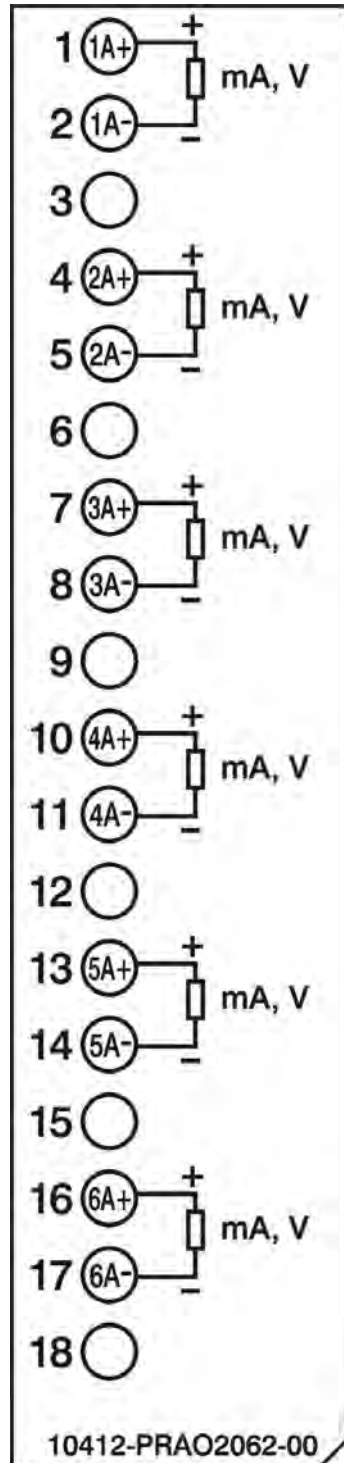 1 1A+ + mA, V
2 1A- -
3
4 2A+ + mA, V
5 2A- -
6
7 3A+ + mA, V
8 3A- -
9
10 4A+ + mA, V
11 4A- -
12
13 5A+ + mA, V
14 5A- -
15
16 6A+ + mA, V
17 6A- -
18
10412-PRAO2062-00